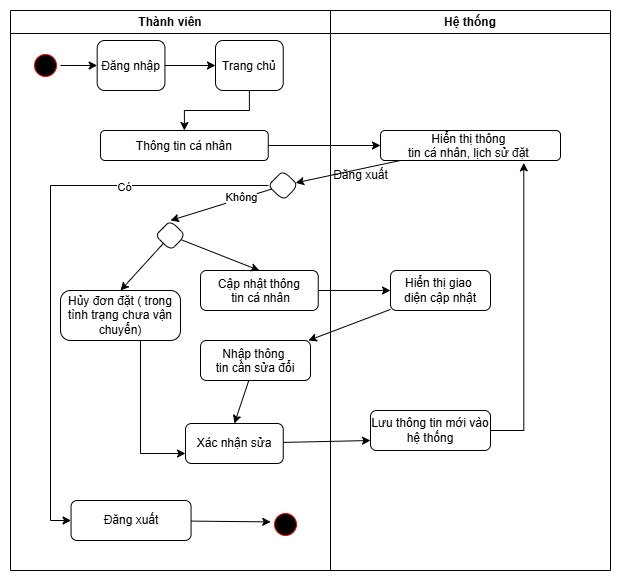 Thành viên
Hệ thống
Đăng nhập
Trang chủ
Thông tin cá nhân
Hiển thị thông
tin cá nhân, lịch sử đặt
Đăng xuất
Có
Không
Hủy đơn đặt ( trong
tình trạng chưa vận
chuyển)
Cập nhật thông
tin cá nhân
Hiển thị giao
diện cập nhật
Nhập thông
tin cần sửa đổi
Xác nhận sửa
Lưu thông tin mới vào
hệ thống
Đăng xuất